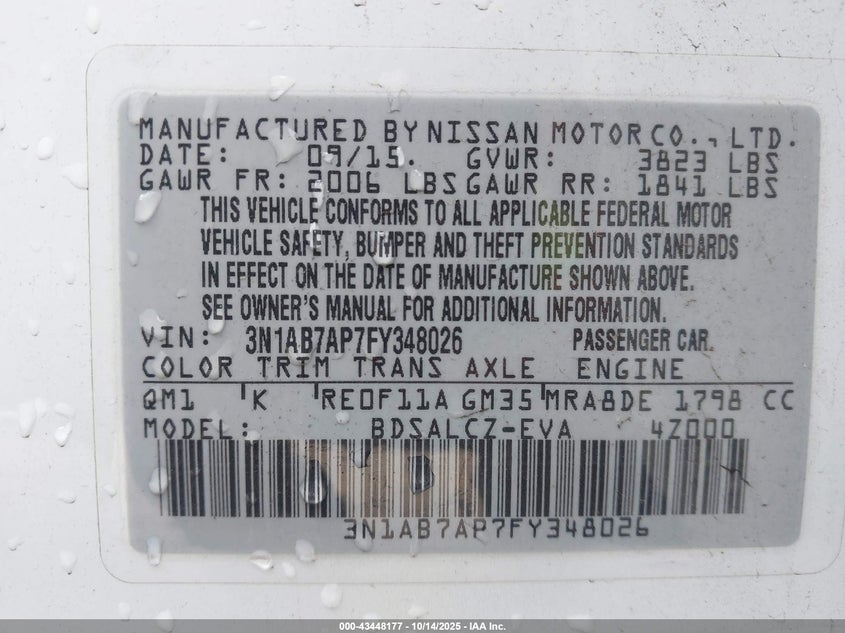 MANUFACTURED BY NISSAN MOTOR CO., LTD.
DATE: 09/15. GVWR: 3823 LBS
GAWR FR: 2006 LBS GAWR RR: 1841 LBS
THIS VEHICLE CONFORMS TO ALL APPLICABLE FEDERAL MOTOR
VEHICLE SAFETY, BUMPER AND THEFT PREVENTION STANDARDS
IN EFFECT ON THE DATE OF MANUFACTURE SHOWN ABOVE.
SEE OWNER'S MANUAL FOR ADDITIONAL INFORMATION.
VIN: 3N1AB7AP7FY348026 PASSENGER CAR.
COLOR TRIM TRANS AXLE ENGINE
QM1 K RE0F11A GM35 MRA8DE 1798 CC
MODEL: BDSALCZ-EVA 4Z000
3N1AB7AP7FY348026
000-43448177 - 10/14/2025 - IAA Inc.